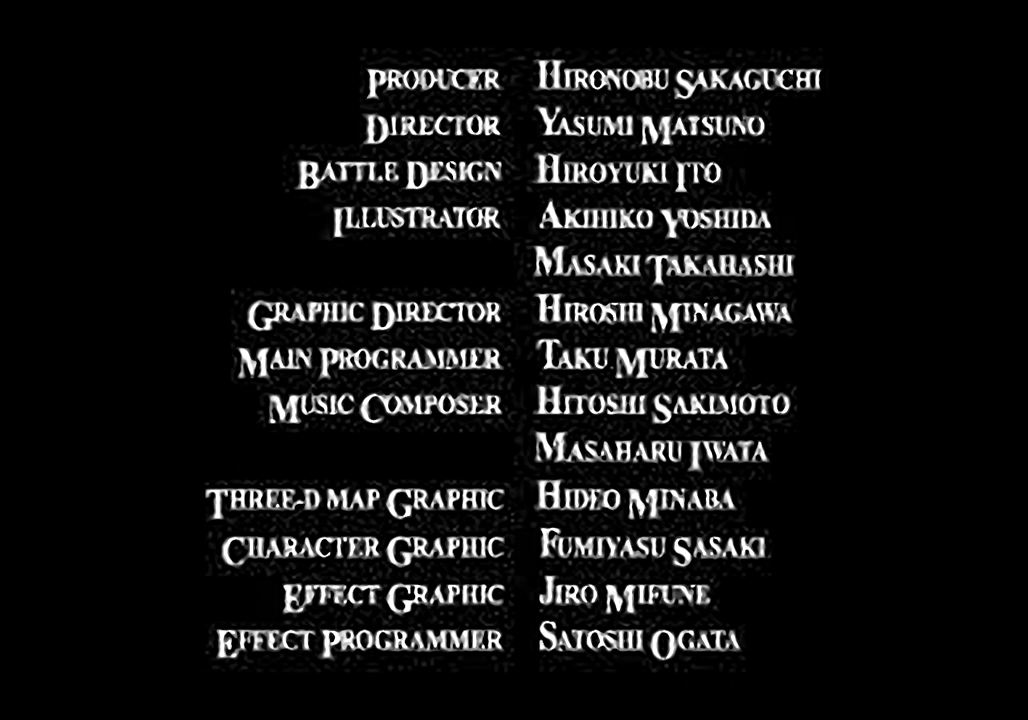 PRODUCER HIRONOBU SAKAGUCHI
DIRECTOR YASUMI MATSUNO
BATTLE DESIGN HIROYUKI ITO
ILLUSTRATOR AKIHIKO YOSHIDA
MASAKI TAKAHASHI
GRAPHIC DIRECTOR HIROSHI MINAGAWA
MAIN PROGRAMMER TAKU MURATA
MUSIC COMPOSER HITOSHI SAKIMOTO
MASAHARU IWATA
THREE-D MAP GRAPHIC HIDEO MINABA
CHARACTER GRAPHIC FUMIYASU SASAKI
EFFECT GRAPHIC JIRO MIFUNE
EFFECT PROGRAMMER SATOSHI OGATA